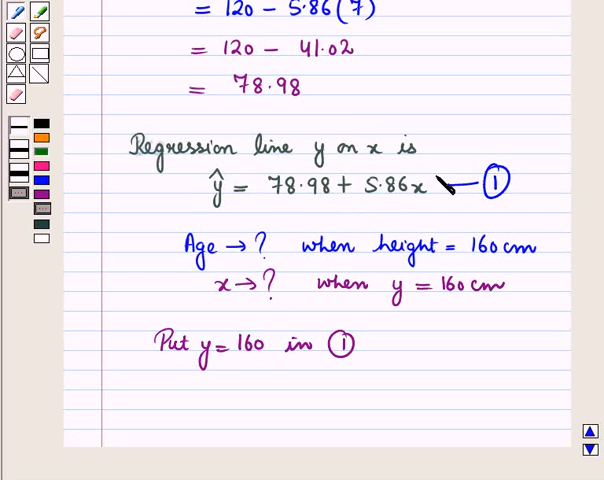 = 120 - 5.86(7)
= 120 - 41.02
= 78.98
Regression line y on x is
ŷ = 78.98 + 5.86x — ①
Age → ? when height = 160 cm
x → ? when y = 160 cm
Put y = 160 in ①